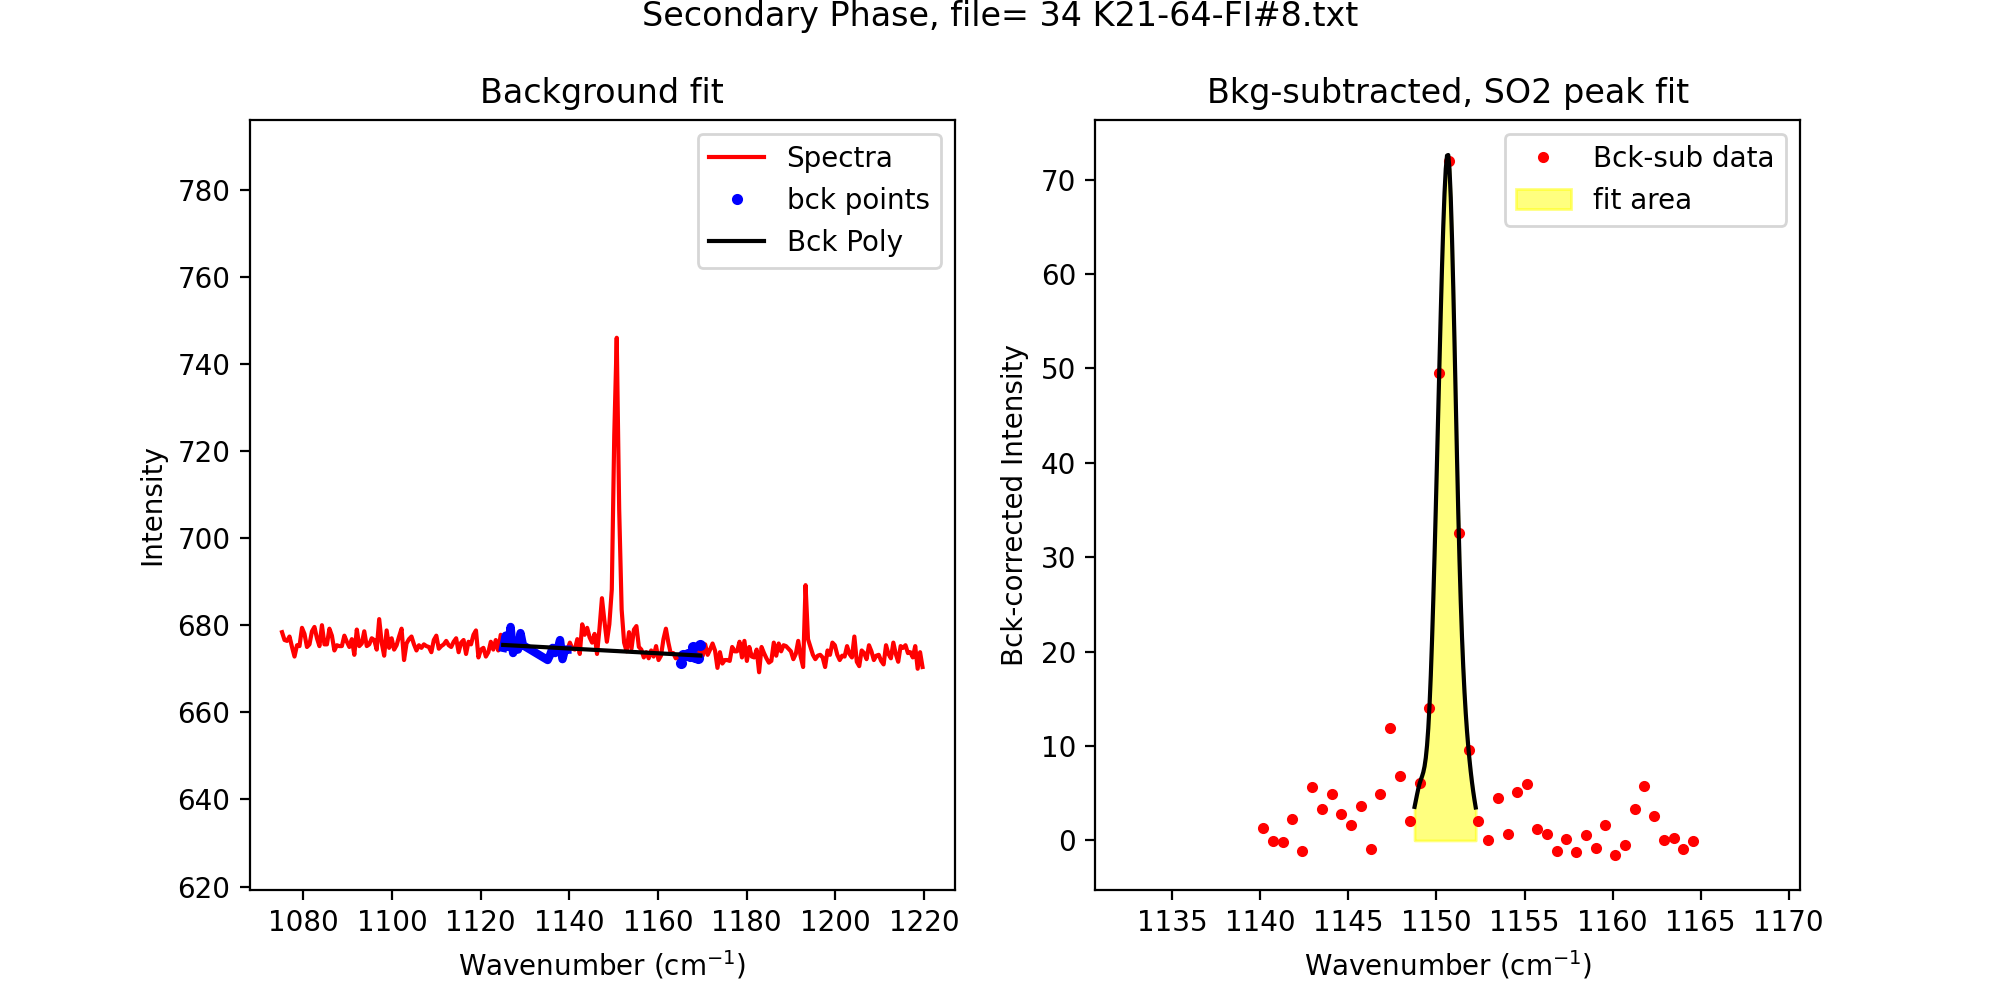 Secondary Phase, file= 34 K21-64-FI#8.txt
Background fit
Spectra
bck points
Bck Poly
Intensity
780
760
740
720
700
680
660
640
620
1080 1100 1120 1140 1160 1180 1200 1220
Wavenumber (cm⁻¹)
Bkg-subtracted, SO2 peak fit
Bck-sub data
fit area
Bck-corrected Intensity
70
60
50
40
30
20
10
0
1135 1140 1145 1150 1155 1160 1165 1170
Wavenumber (cm⁻¹)